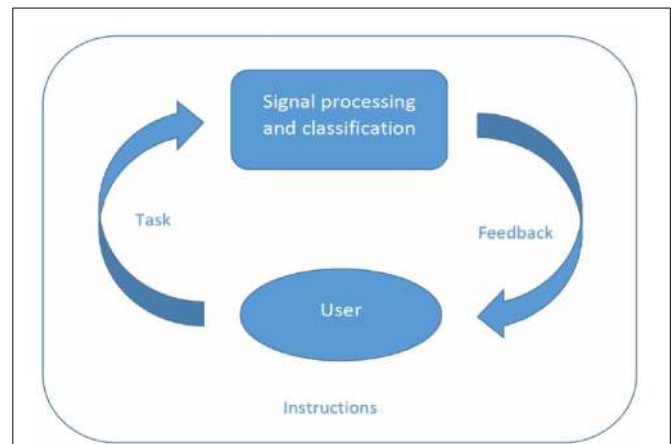 Signal processing
and classification
Task
Feedback
User
Instructions